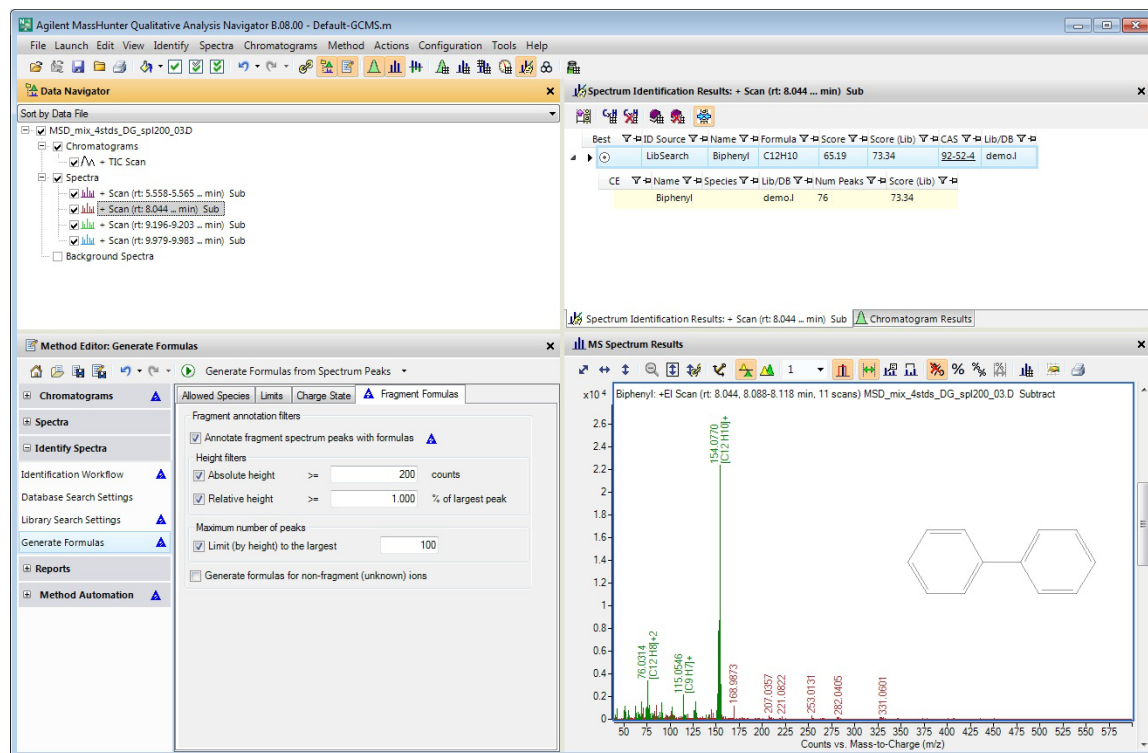 Agilent MassHunter Qualitative Analysis Navigator B.08.00 - Default-GCMS.m
File Launch Edit View Identify Spectra Chromatograms Method Actions Configuration Tools Help
Data Navigator
Sort by Data File
MSD_mix_4stds_DG_spl200_03.D
Chromatograms
+ TIC Scan
Spectra
+ Scan (rt: 5.558-5.565 ... min) Sub
+ Scan (rt: 8.044 ... min) Sub
+ Scan (rt: 9.196-9.203 ... min) Sub
+ Scan (rt: 9.979-9.983 ... min) Sub
Background Spectra
Spectrum Identification Results: + Scan (rt: 8.044 ... min) Sub
Best ID Source Name Formula Score Score (Lib) CAS Lib/DB
LibSearch Biphenyl C12H10 65.19 73.34 92-52-4 demo.l
CE Name Species Lib/DB Num Peaks Score (Lib)
Biphenyl demo.l 76 73.34
Spectrum Identification Results: + Scan (rt: 8.044 ... min) Sub Chromatogram Results
Method Editor: Generate Formulas
Generate Formulas from Spectrum Peaks
Chromatograms
Spectra
Identify Spectra
Identification Workflow
Database Search Settings
Library Search Settings
Generate Formulas
Reports
Method Automation
Allowed Species Limits Charge State Fragment Formulas
Fragment annotation filters
Annotate fragment spectrum peaks with formulas
Height filters
Absolute height >= 200 counts
Relative height >= 1.000 % of largest peak
Maximum number of peaks
Limit (by height) to the largest 100
Generate formulas for non-fragment (unknown) ions
MS Spectrum Results
1
x10 4 Biphenyl: +EI Scan (rt: 8.044, 8.088-8.118 min, 11 scans) MSD_mix_4stds_DG_spl200_03.D Subtract
2.6
2.4
2.2
2
1.8
1.6
1.4
1.2
1
0.8
0.6
0.4
0.2
0
76.0314
[C12 H8]+2
115.0546
[C9 H7]+
154.0770
[C12 H10]+
168.9873
207.0357
221.0822
253.0131
282.0405
331.0601
50 75 100 125 150 175 200 225 250 275 300 325 350 375 400 425 450 475 500 525 550 575
Counts vs. Mass-to-Charge (m/z)